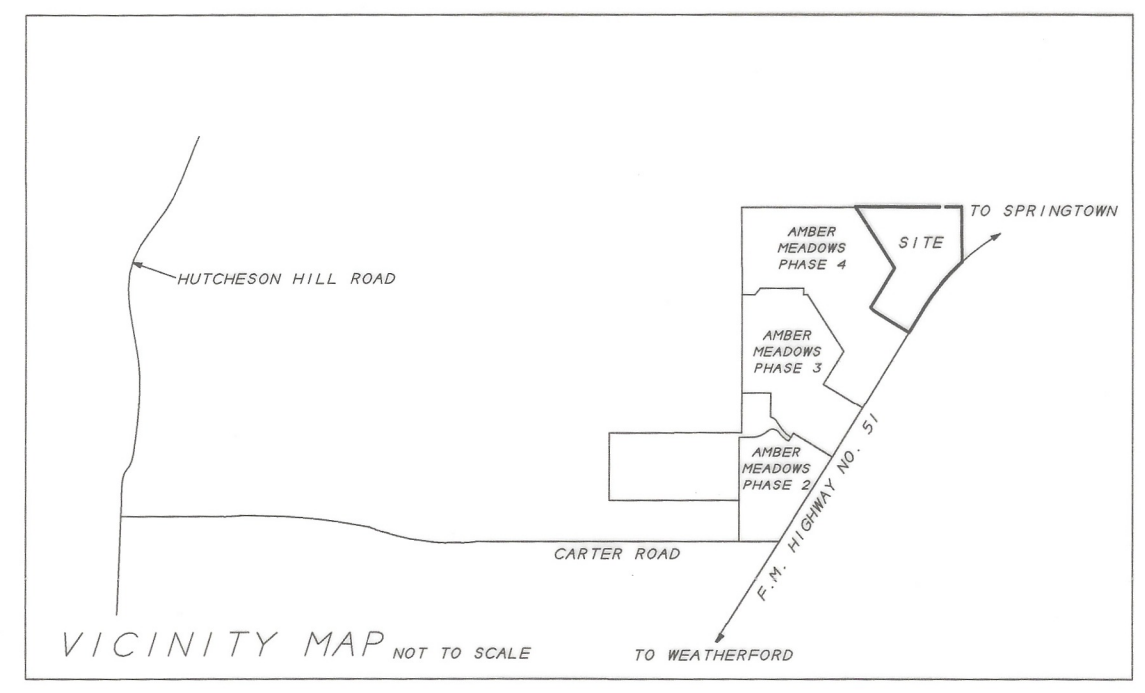 TO SPRINGTOWN
AMBER
MEADOWS
PHASE 4
SITE
HUTCHESON HILL ROAD
AMBER
MEADOWS
PHASE 3
AMBER
MEADOWS
PHASE 2
F.M. HIGHWAY NO. 51
CARTER ROAD
VICINITY MAP NOT TO SCALE
TO WEATHERFORD